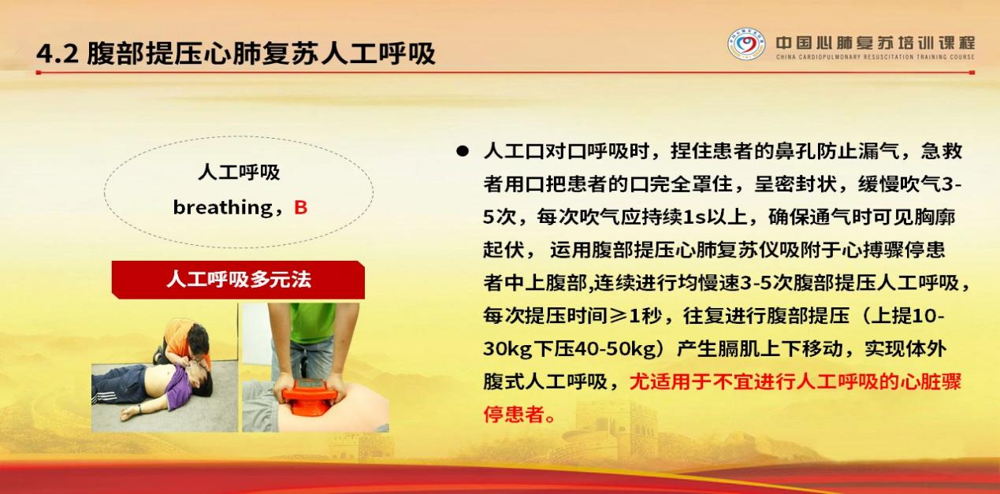 4.2 腹部提压心肺复苏人工呼吸
中国心肺复苏培训课程
CHINA CARDIOPULMONARY RESUSCITATION TRAINING COURSE
人工呼吸
breathing，B
人工呼吸多元法
● 人工口对口呼吸时，捏住患者的鼻孔防止漏气，急救
者用口把患者的口完全罩住，呈密封状，缓慢吹气3-
5次，每次吹气应持续1s以上，确保通气时可见胸廓
起伏， 运用腹部提压心肺复苏仪吸附于心搏骤停患
者中上腹部,连续进行均慢速3-5次腹部提压人工呼吸，
每次提压时间≥1秒，往复进行腹部提压（上提10-
30kg下压40-50kg）产生膈肌上下移动，实现体外
腹式人工呼吸，尤适用于不宜进行人工呼吸的心脏骤
停患者。